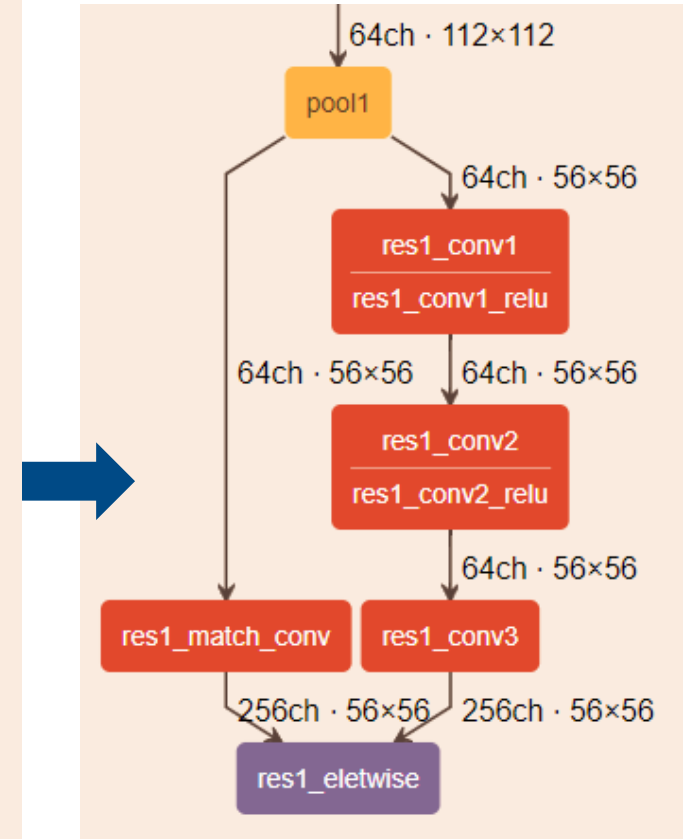 64ch · 112×112
pool1
64ch · 56×56
res1_conv1
res1_conv1_relu
64ch · 56×56
64ch · 56×56
res1_conv2
res1_conv2_relu
64ch · 56×56
res1_match_conv
res1_conv3
256ch · 56×56
256ch · 56×56
res1_eletwise